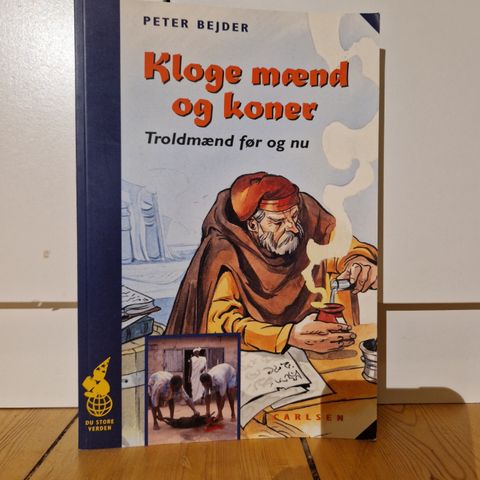 PETER BEJDER
Kloge mænd
og koner
Troldmænd før og nu
DU STORE
VERDEN
CARLSEN